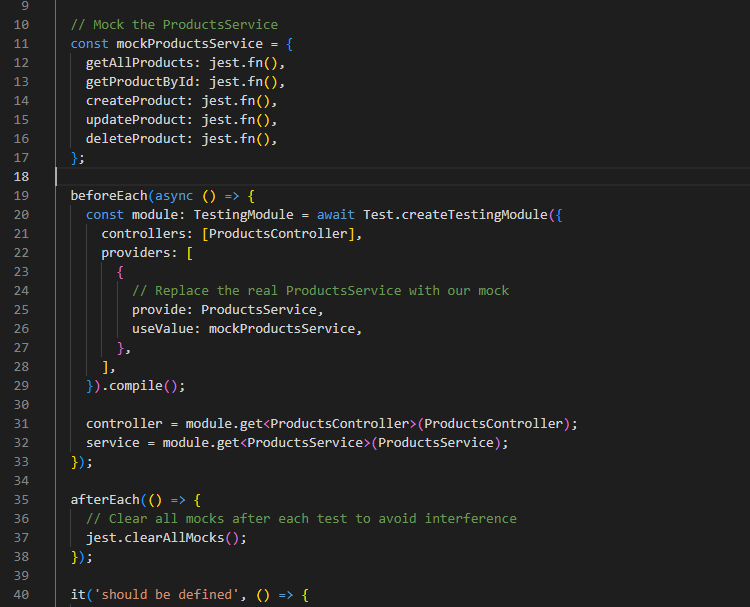 9
10 // Mock the ProductsService
11 const mockProductsService = {
12 getAllProducts: jest.fn(),
13 getProductById: jest.fn(),
14 createProduct: jest.fn(),
15 updateProduct: jest.fn(),
16 deleteProduct: jest.fn(),
17 };
18
19 beforeEach(async () => {
20 const module: TestingModule = await Test.createTestingModule({
21 controllers: [ProductsController],
22 providers: [
23 {
24 // Replace the real ProductsService with our mock
25 provide: ProductsService,
26 useValue: mockProductsService,
27 },
28 ],
29 }).compile();
30
31 controller = module.get<ProductsController>(ProductsController);
32 service = module.get<ProductsService>(ProductsService);
33 });
34
35 afterEach(() => {
36 // Clear all mocks after each test to avoid interference
37 jest.clearAllMocks();
38 });
39
40 it('should be defined', () => {